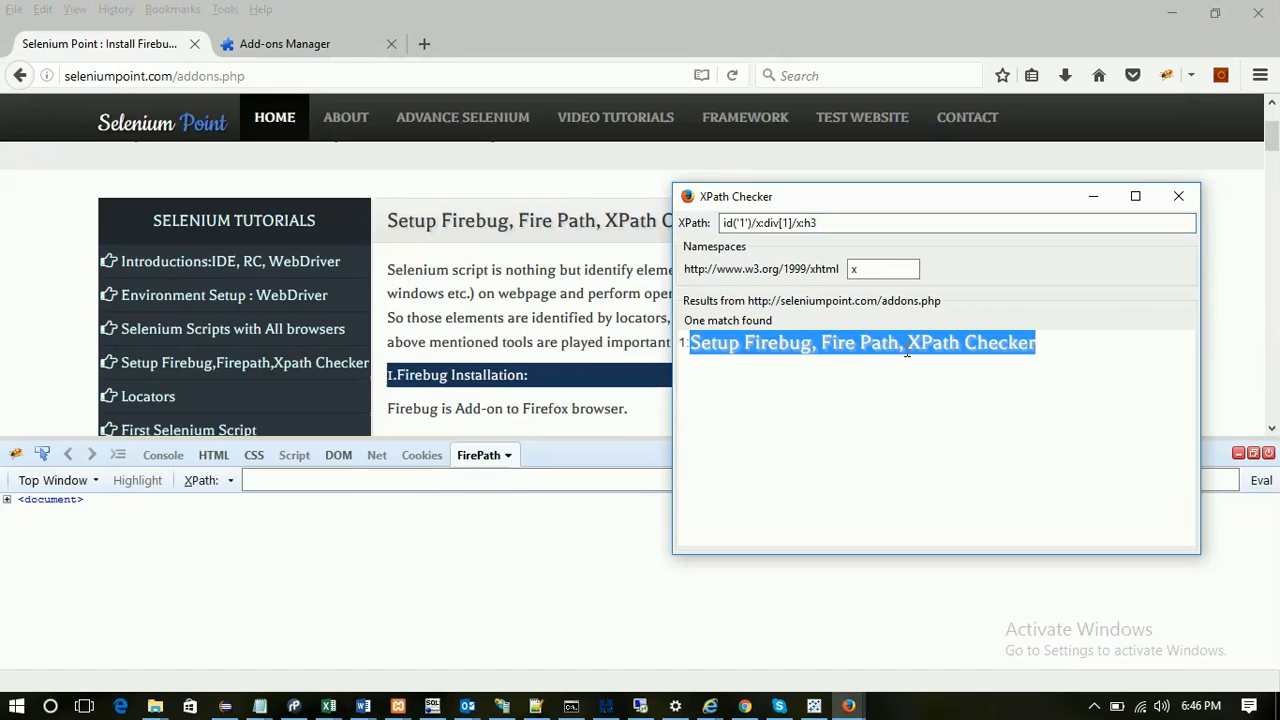 File Edit View History Bookmarks Tools Help
Selenium Point : Install Firebu...
Add-ons Manager
seleniumpoint.com/addons.php
Search
Selenium Point
HOME
ABOUT
ADVANCE SELENIUM
VIDEO TUTORIALS
FRAMEWORK
TEST WEBSITE
CONTACT
SELENIUM TUTORIALS
Introductions:IDE, RC, WebDriver
Environment Setup : WebDriver
Selenium Scripts with All browsers
Setup Firebug,Firepath,Xpath Checker
Locators
First Selenium Script
Setup Firebug, Fire Path, XPath C
Selenium script is nothing but identify eleme
windows etc.) on webpage and perform oper
So those elements are identified by locators,
above mentioned tools are played important
1.Firebug Installation:
Firebug is Add-on to Firefox browser.
XPath Checker
XPath: id('1')/x:div[1]/x:h3
Namespaces
http://www.w3.org/1999/xhtml x
Results from http://seleniumpoint.com/addons.php
One match found
1: Setup Firebug, Fire Path, XPath Checker
Console HTML CSS Script DOM Net Cookies FirePath
Top Window Highlight XPath: Eval
<document>
Activate Windows
Go to Settings to activate Windows.
6:46 PM